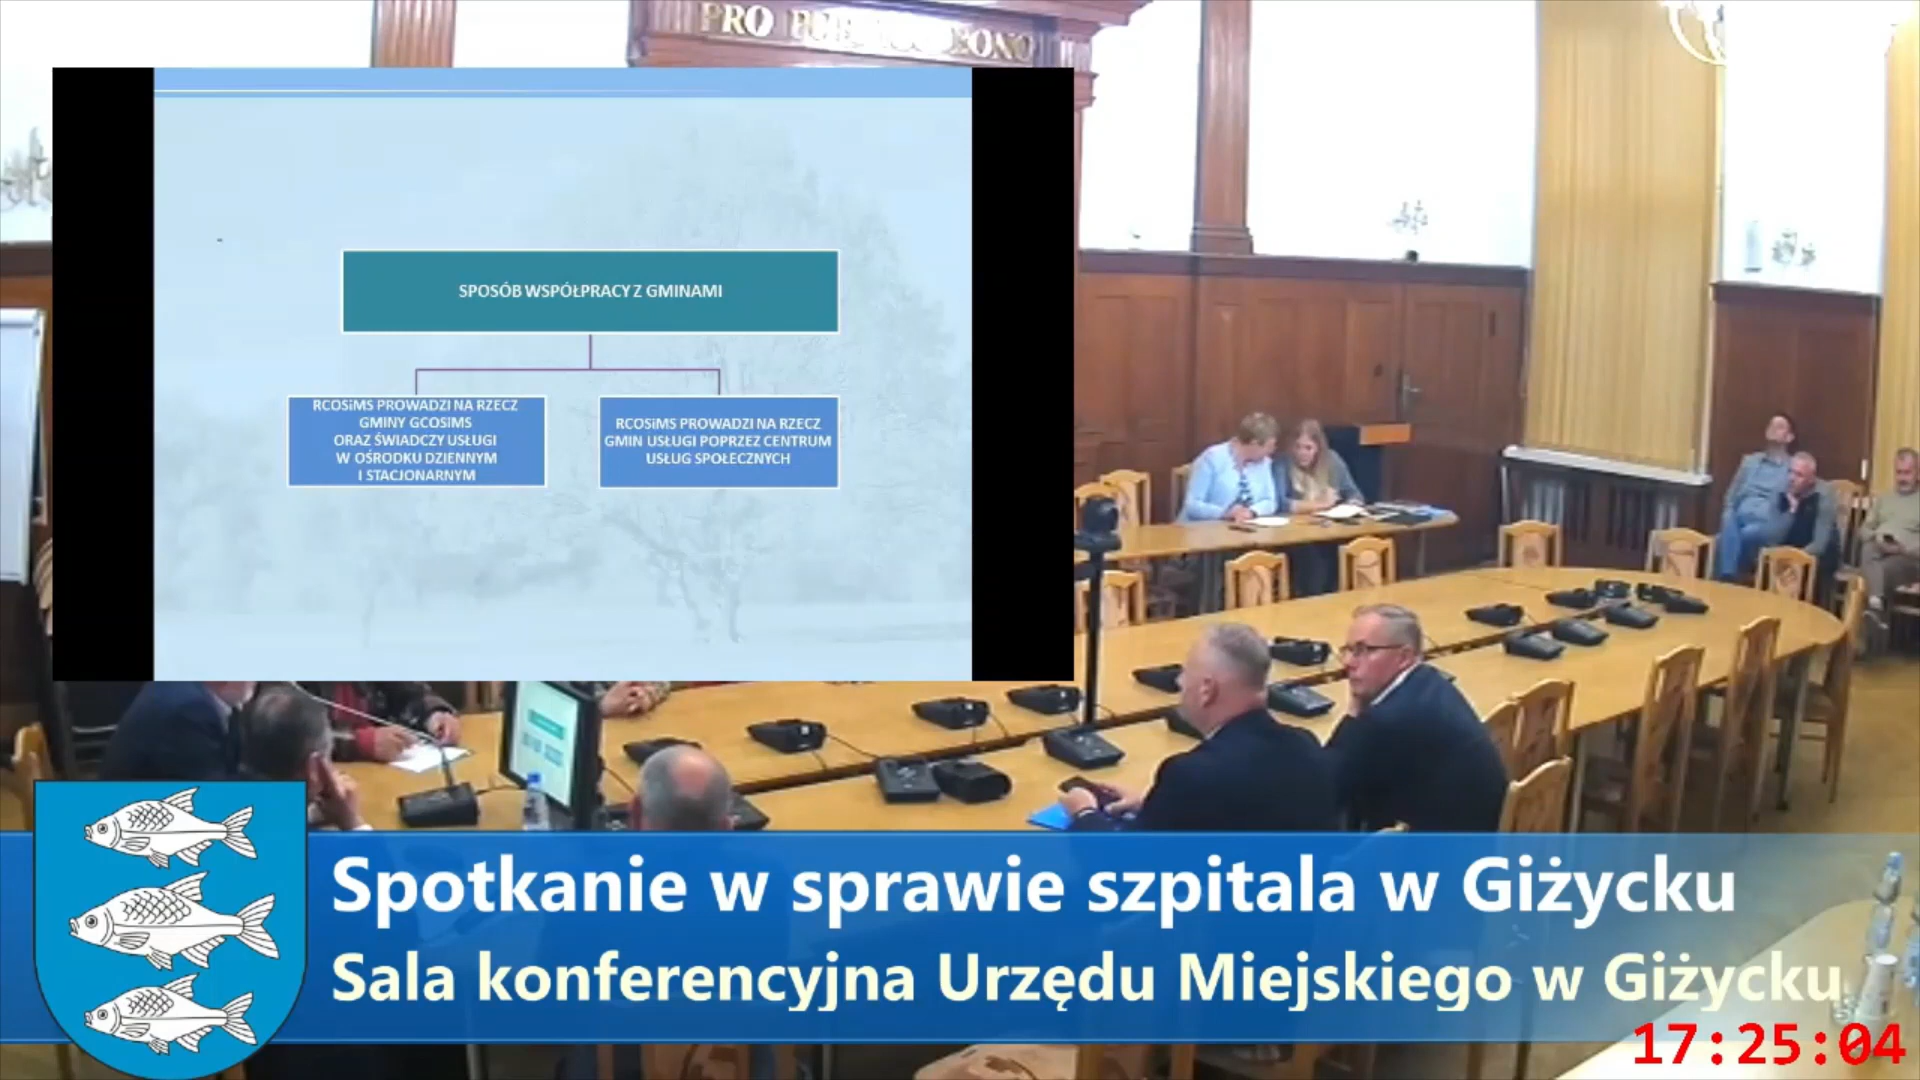 PRO PUBLICO BONO
SPOSÓB WSPÓŁPRACY Z GMINAMI
RCOSiMS PROWADZI NA RZECZ
GMINY GCOSIMS
ORAZ ŚWIADCZY USŁUGI
W OŚRODKU DZIENNYM
I STACJONARNYM
RCOSiMS PROWADZI NA RZECZ
GMIN USŁUGI POPRZEZ CENTRUM
USŁUG SPOŁECZNYCH
Spotkanie w sprawie szpitala w Giżycku
Sala konferencyjna Urzędu Miejskiego w Giżycku
17:25:04